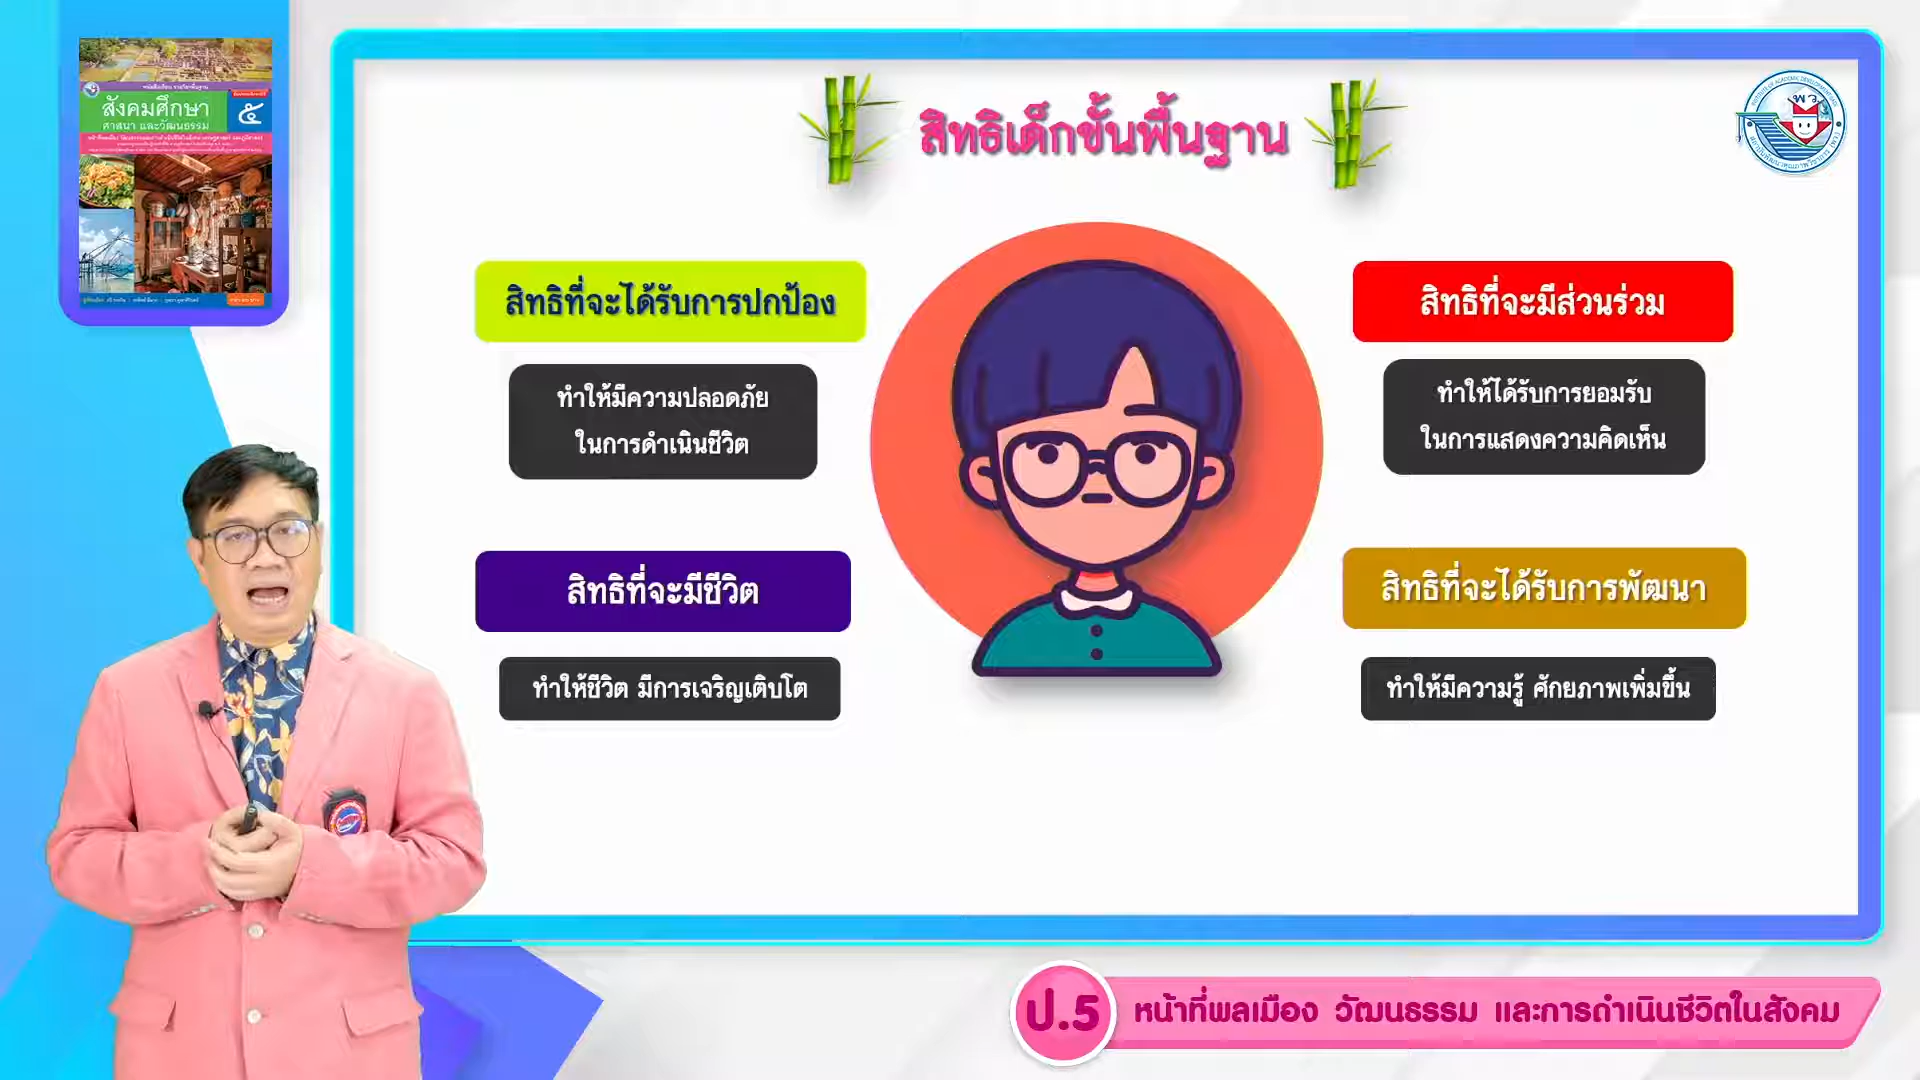 สังคมศึกษา
ศาสนา และวัฒนธรรม
๕
สิทธิเด็กขั้นพื้นฐาน
พว
สิทธิที่จะได้รับการปกป้อง
ทำให้มีความปลอดภัย
ในการดำเนินชีวิต
สิทธิที่จะมีส่วนร่วม
ทำให้ได้รับการยอมรับ
ในการแสดงความคิดเห็น
สิทธิที่จะมีชีวิต
ทำให้ชีวิต มีการเจริญเติบโต
สิทธิที่จะได้รับการพัฒนา
ทำให้มีความรู้ ศักยภาพเพิ่มขึ้น
ป.5 หน้าที่พลเมือง วัฒนธรรม และการดำเนินชีวิตในสังคม